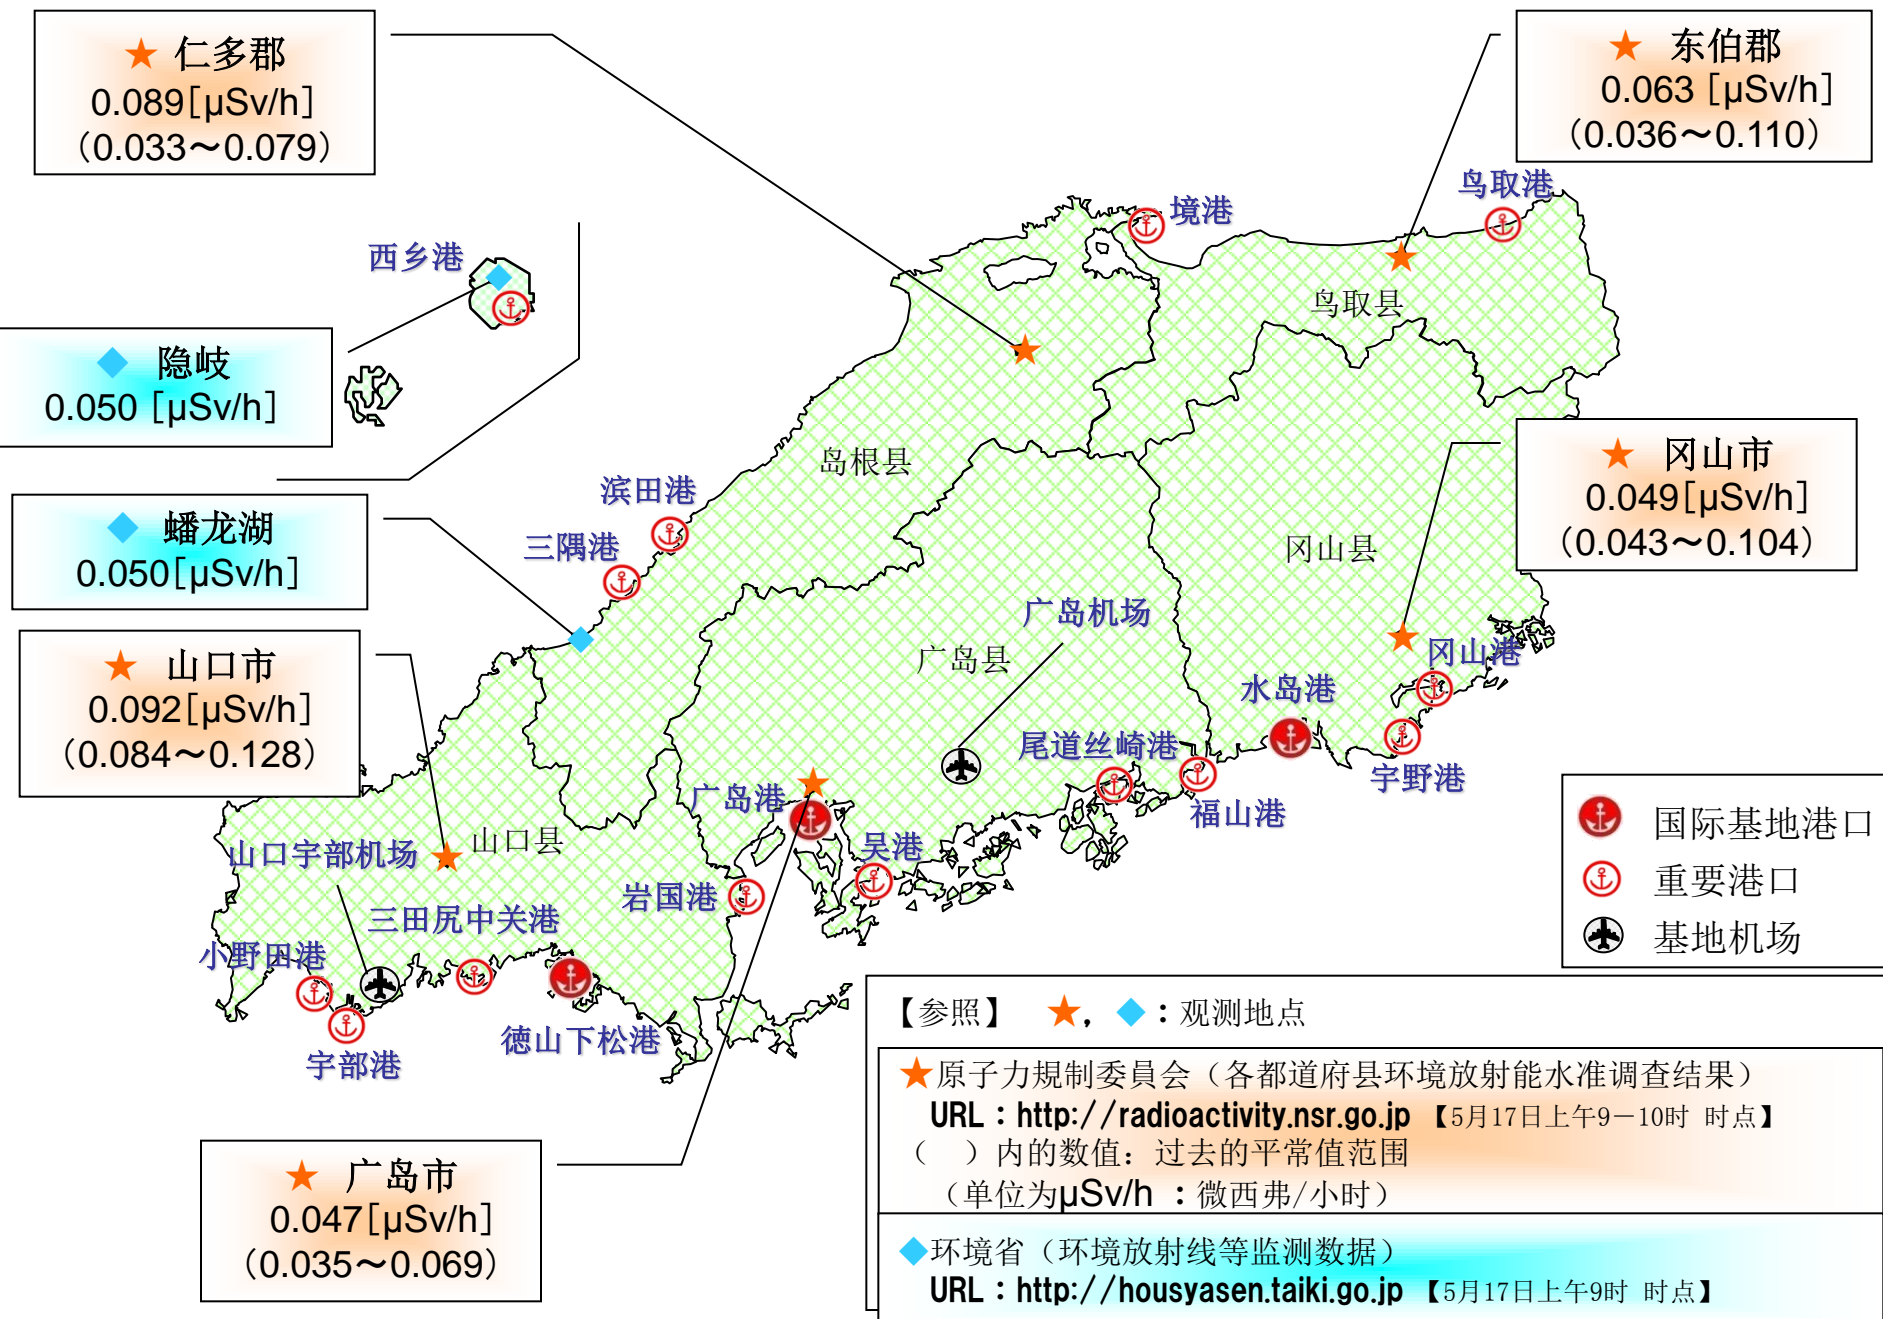 ★ 仁多郡
0.089[μSv/h]
（0.033～0.079）
★ 东伯郡
0.063 [μSv/h]
（0.036～0.110）
鸟取港
境港
西乡港
鸟取县
◆ 隐岐
0.050 [μSv/h]
岛根县
★ 冈山市
0.049[μSv/h]
（0.043～0.104）
滨田港
三隅港
◆ 蟠龙湖
0.050[μSv/h]
冈山县
广岛机场
广岛县
冈山港
★ 山口市
0.092[μSv/h]
（0.084～0.128）
水岛港
尾道丝崎港
宇野港
广岛港
福山港
山口县
吴港
山口宇部机场
岩国港
三田尻中关港
小野田港
德山下松港
宇部港
国际基地港口
重要港口
基地机场
【参照】 ★，◆：观测地点
★原子力規制委員会（各都道府县环境放射能水准调查结果）
URL：http://radioactivity.nsr.go.jp 【5月17日上午9－10时 时点】
（ ）内的数值：过去的平常值范围
（单位为μSv/h ：微西弗/小时）
◆环境省（环境放射线等监测数据）
URL：http://housyasen.taiki.go.jp 【5月17日上午9时 时点】
★ 广岛市
0.047[μSv/h]
（0.035～0.069）